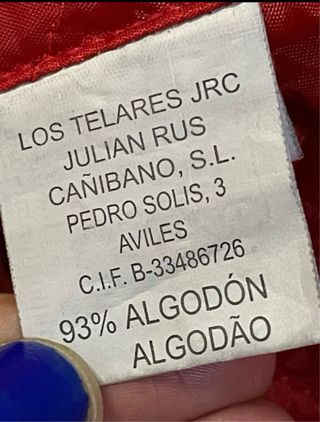 LOS TELARES JRC
JULIAN RUS
CAÑIBANO, S.L.
PEDRO SOLIS, 3
AVILES
C.I.F. B-33486726
93% ALGODÓN
ALGODÃO